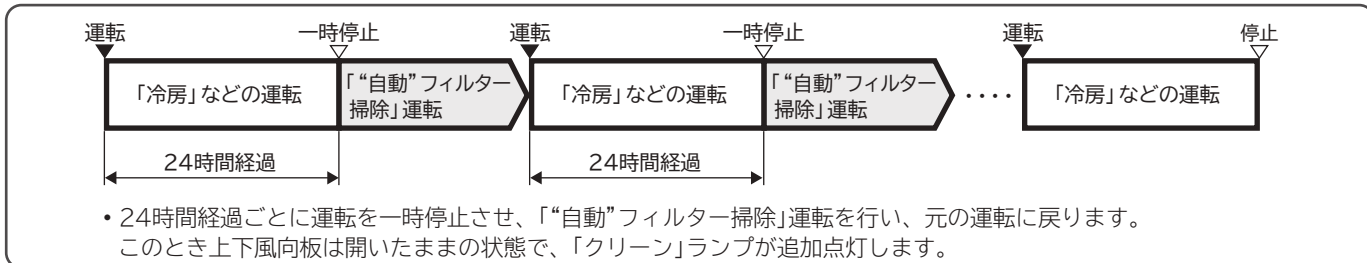 運転 一時停止 運転 一時停止 運転 停止
「冷房」などの運転
「“自動”フィルター
掃除」運転
「冷房」などの運転
「“自動”フィルター
掃除」運転
････
「冷房」などの運転
24時間経過 24時間経過
• 24時間経過ごとに運転を一時停止させ、「“自動”フィルター掃除」運転を行い、元の運転に戻ります。
このとき上下風向板は開いたままの状態で、「クリーン」ランプが追加点灯します。